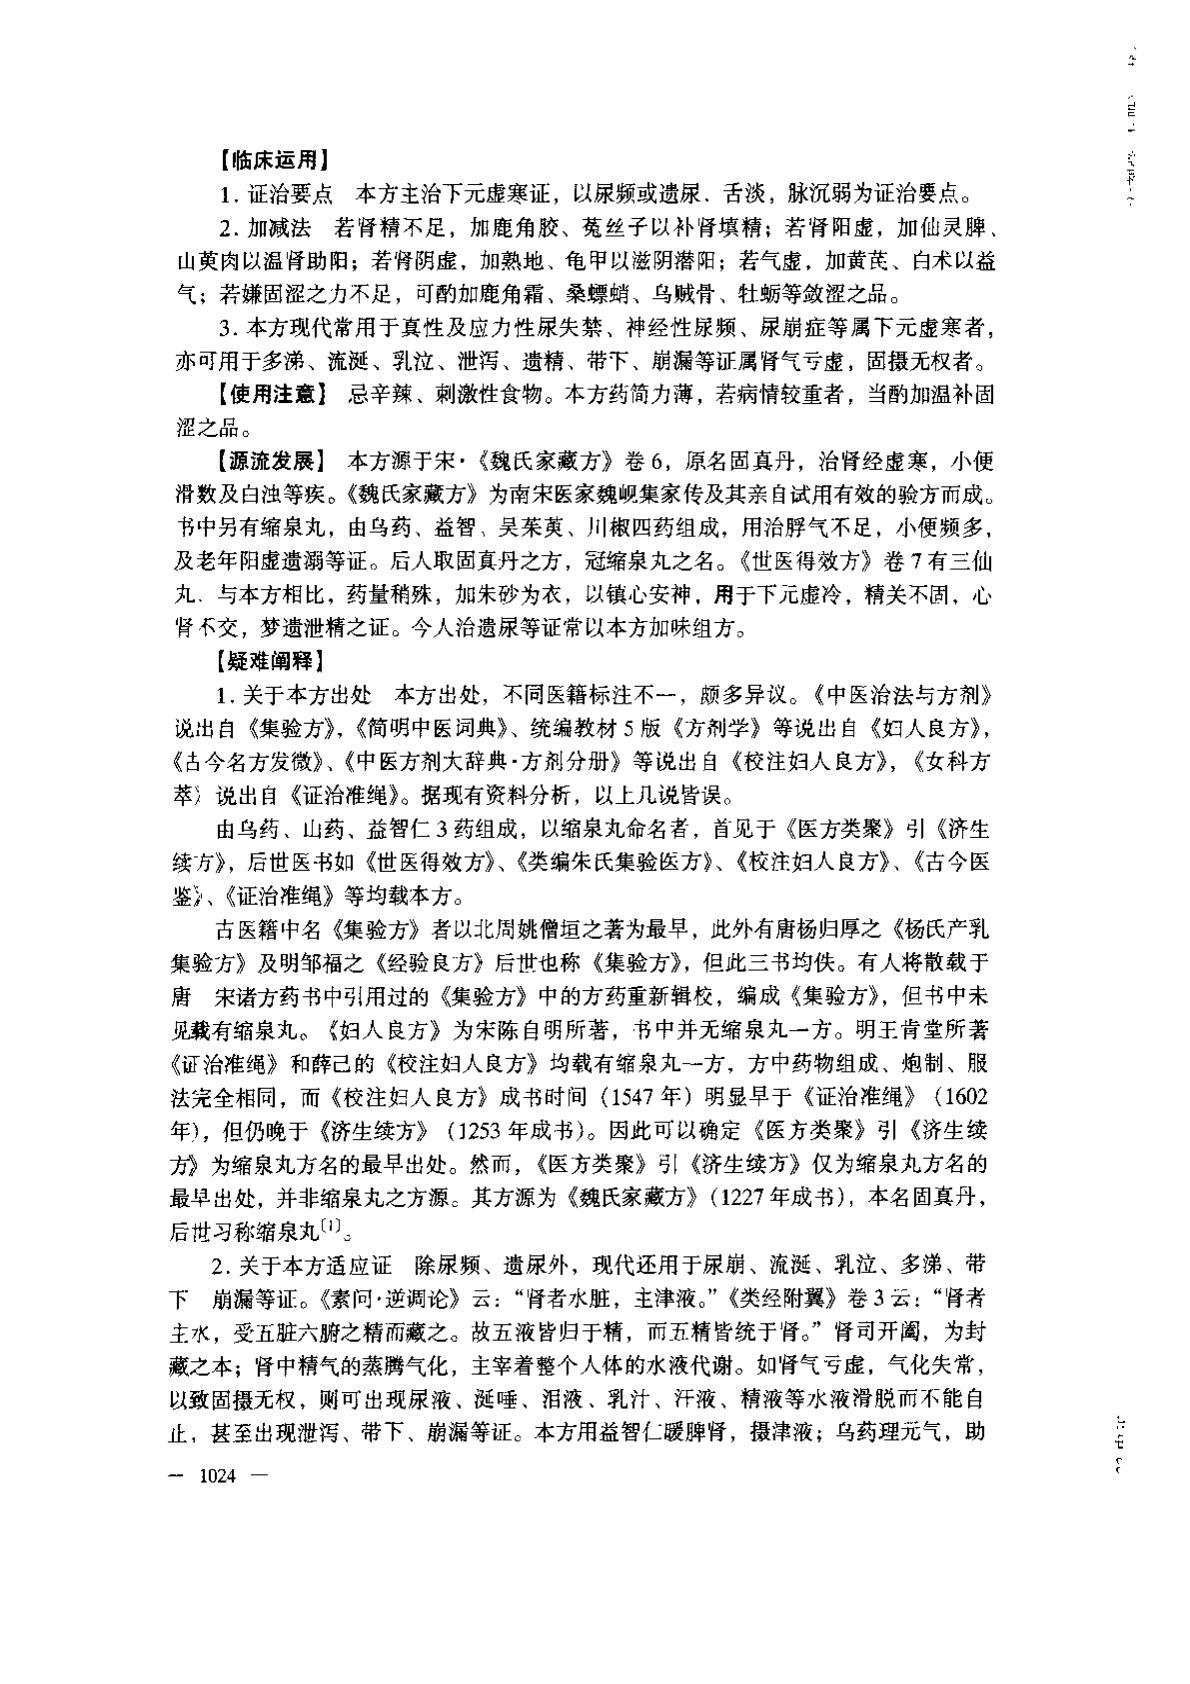 【临床运用】
1. 证治要点　本方主治下元虚寒证，以尿频或遗尿、舌淡，脉沉弱为证治要点。
2. 加减法　若肾精不足，加鹿角胶、菟丝子以补肾填精；若肾阳虚，加仙灵脾、
山萸肉以温肾助阳；若肾阴虚，加熟地、龟甲以滋阴潜阳；若气虚，加黄芪、白术以益
气；若嫌固涩之力不足，可酌加鹿角霜、桑螵蛸、乌贼骨、牡蛎等敛涩之品。
3. 本方现代常用于真性及应力性尿失禁、神经性尿频、尿崩症等属下元虚寒者，
亦可用于多涕、流涎、乳泣、泄泻、遗精、带下、崩漏等证属肾气亏虚，固摄无权者。
【使用注意】　忌辛辣、刺激性食物。本方药简力薄，若病情较重者，当酌加温补固
涩之品。
【源流发展】　本方源于宋·《魏氏家藏方》卷 6，原名固真丹，治肾经虚寒，小便
滑数及白浊等疾。《魏氏家藏方》为南宋医家魏岘集家传及其亲自试用有效的验方而成。
书中另有缩泉丸，由乌药、益智、吴茱萸、川椒四药组成，用治脬气不足，小便频多，
及老年阳虚遗溺等证。后人取固真丹之方，冠缩泉丸之名。《世医得效方》卷 7 有三仙
丸、与本方相比，药量稍殊，加朱砂为衣，以镇心安神，用于下元虚冷，精关不固，心
肾不交，梦遗泄精之证。今人治遗尿等证常以本方加味组方。
【疑难阐释】
1. 关于本方出处　本方出处，不同医籍标注不一，颇多异议。《中医治法与方剂》
说出自《集验方》，《简明中医词典》、统编教材 5 版《方剂学》等说出自《妇人良方》，
《古今名方发微》、《中医方剂大辞典·方剂分册》等说出自《校注妇人良方》，《女科方
萃》说出自《证治准绳》。据现有资料分析，以上几说皆误。
由乌药、山药、益智仁 3 药组成，以缩泉丸命名者，首见于《医方类聚》引《济生
续方》，后世医书如《世医得效方》、《类编朱氏集验医方》、《校注妇人良方》、《古今医
鉴》、《证治准绳》等均载本方。
古医籍中名《集验方》者以北周姚僧垣之著为最早，此外有唐杨归厚之《杨氏产乳
集验方》及明邹福之《经验良方》后世也称《集验方》，但此三书均佚。有人将散载于
唐　宋诸方药书中引用过的《集验方》中的方药重新辑校，编成《集验方》，但书中未
见载有缩泉丸。《妇人良方》为宋陈自明所著，书中并无缩泉丸一方。明王肯堂所著
《证治准绳》和薛己的《校注妇人良方》均载有缩泉丸一方，方中药物组成、炮制、服
法完全相同，而《校注妇人良方》成书时间（1547 年）明显早于《证治准绳》（1602
年），但仍晚于《济生续方》（1253 年成书）。因此可以确定《医方类聚》引《济生续
方》为缩泉丸方名的最早出处。然而，《医方类聚》引《济生续方》仅为缩泉丸方名的
最早出处，并非缩泉丸之方源。其方源为《魏氏家藏方》（1227 年成书），本名固真丹，
后世习称缩泉丸〔1〕。
2. 关于本方适应证　除尿频、遗尿外，现代还用于尿崩、流涎、乳泣、多涕、带
下　崩漏等证。《素问·逆调论》云：“肾者水脏，主津液。”《类经附翼》卷 3 云：“肾者
主水，受五脏六腑之精而藏之。故五液皆归于精，而五精皆统于肾。”肾司开阖，为封
藏之本；肾中精气的蒸腾气化，主宰着整个人体的水液代谢。如肾气亏虚，气化失常，
以致固摄无权，则可出现尿液、涎唾、泪液、乳汁、汗液、精液等水液滑脱而不能自
止，甚至出现泄泻、带下、崩漏等证。本方用益智仁暖脾肾，摄津液；乌药理元气，助
— 1024 —